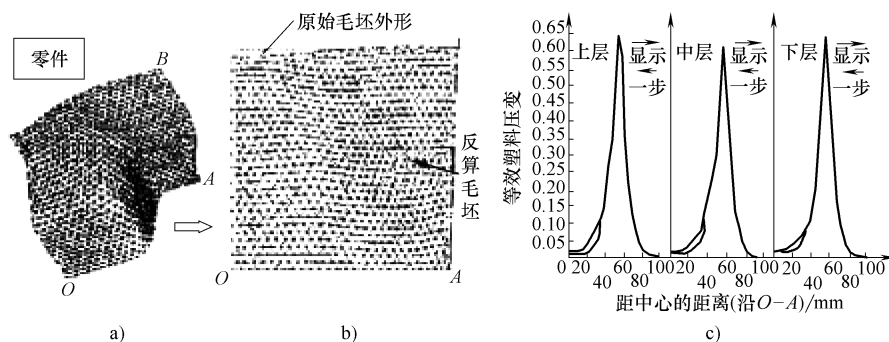 零件
B
A
O
a)
原始毛坯外形
反算毛坯
O
A
b)
等效塑料压变
0.65
0.60
0.50
0.45
0.40
0.35
0.30
0.25
0.20
0.15
0.10
0.05
0
上层
显示
一步
中层
显示
一步
下层
显示
一步
20 60 100 20 60 100 20 60 100
40 80 40 80 40 80
距中心的距离(沿O-A)/mm
c)